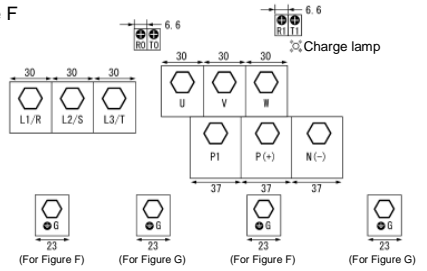 F
6.6
R0 T0
6.6
R1 T1
Charge lamp
30 30 30
L1/R L2/S L3/T
30 30 30
U V W
P1 P(+) N(-)
37 37 37
G G G G
23 23 23 23
(For Figure F) (For Figure G) (For Figure F) (For Figure G)